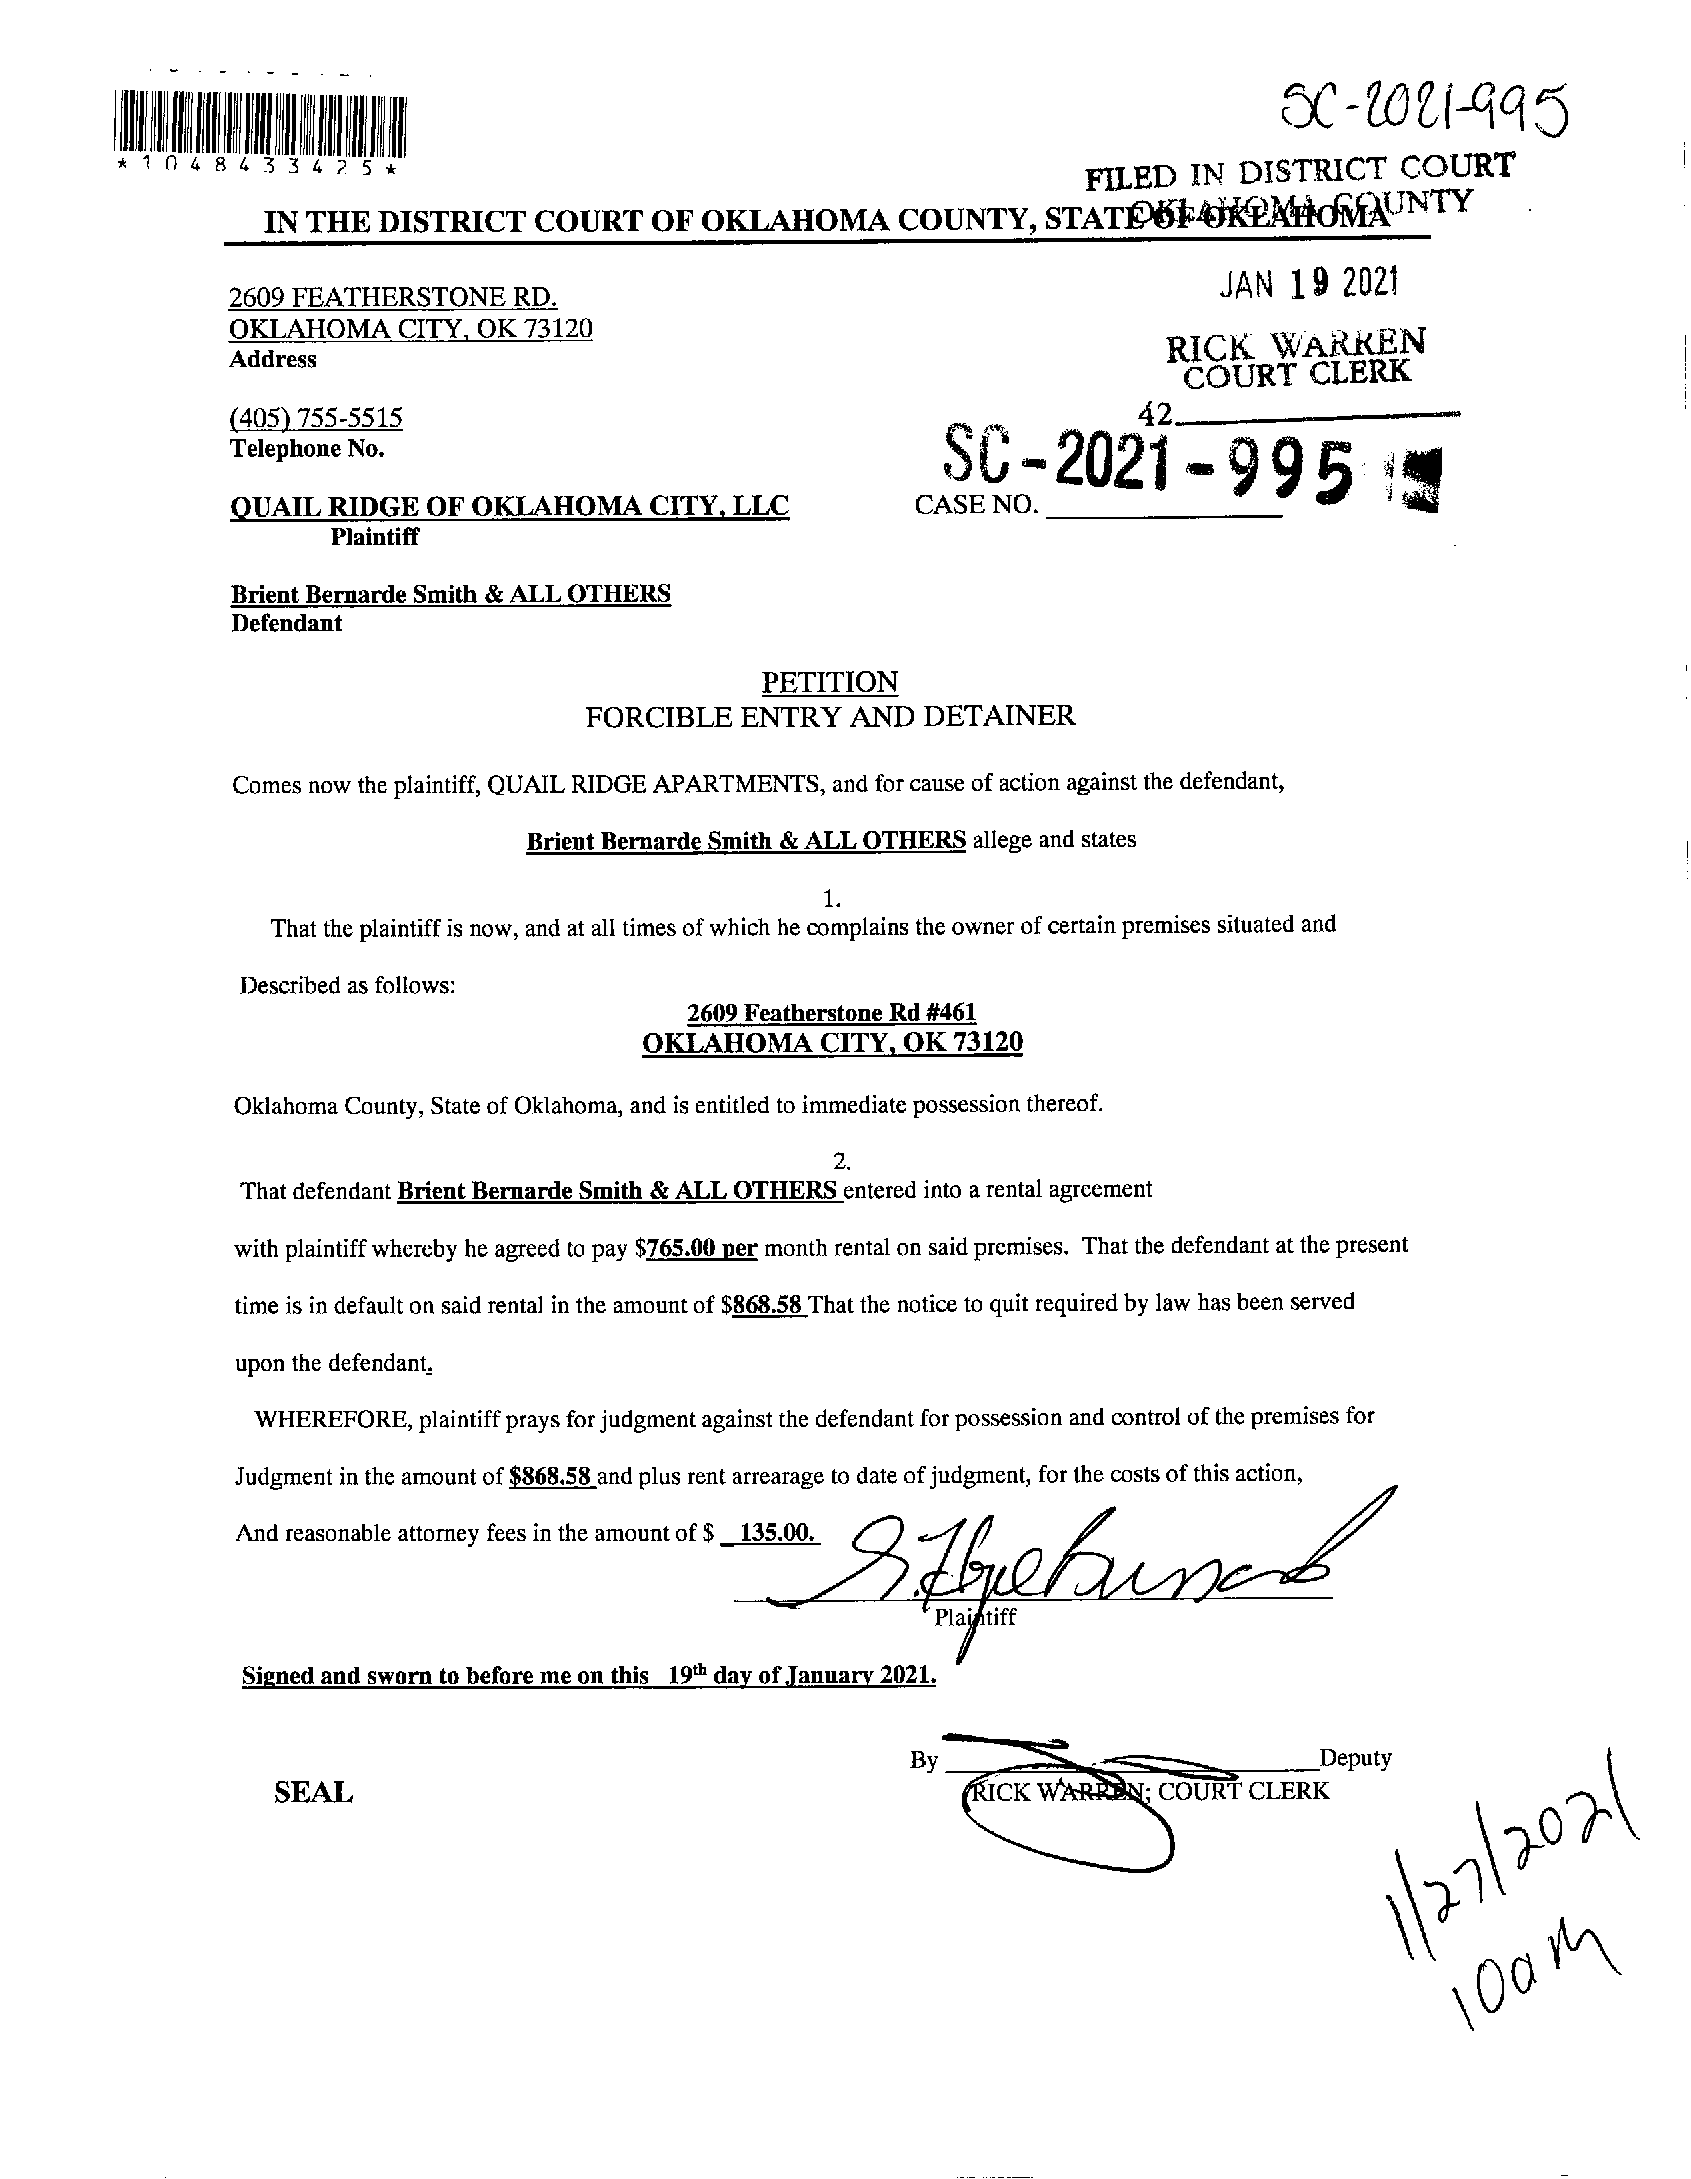 SC-2021-995
*1048433425*
FILED IN DISTRICT COURT
OKLAHOMA COUNTY
IN THE DISTRICT COURT OF OKLAHOMA COUNTY, STATE OF OKLAHOMA
JAN 19 2021
2609 FEATHERSTONE RD.
OKLAHOMA CITY, OK 73120
Address
RICK WARREN
COURT CLERK
42
(405) 755-5515
Telephone No.
SC-2021-995
QUAIL RIDGE OF OKLAHOMA CITY, LLC
CASE NO.
Plaintiff
Brient Bernarde Smith & ALL OTHERS
Defendant
PETITION
FORCIBLE ENTRY AND DETAINER
Comes now the plaintiff, QUAIL RIDGE APARTMENTS, and for cause of action against the defendant,
Brient Bernarde Smith & ALL OTHERS allege and states
1.
That the plaintiff is now, and at all times of which he complains the owner of certain premises situated and
Described as follows:
2609 Featherstone Rd #461
OKLAHOMA CITY, OK 73120
Oklahoma County, State of Oklahoma, and is entitled to immediate possession thereof.
2.
That defendant Brient Bernarde Smith & ALL OTHERS entered into a rental agreement
with plaintiff whereby he agreed to pay $765.00 per month rental on said premises. That the defendant at the present
time is in default on said rental in the amount of $868.58 That the notice to quit required by law has been served
upon the defendant.
WHEREFORE, plaintiff prays for judgment against the defendant for possession and control of the premises for
Judgment in the amount of $868.58 and plus rent arrearage to date of judgment, for the costs of this action,
And reasonable attorney fees in the amount of $ 135.00.
Plaintiff
Signed and sworn to before me on this 19th day of January 2021.
By Deputy
SEAL
RICK WARREN; COURT CLERK
1/27/2021
10am